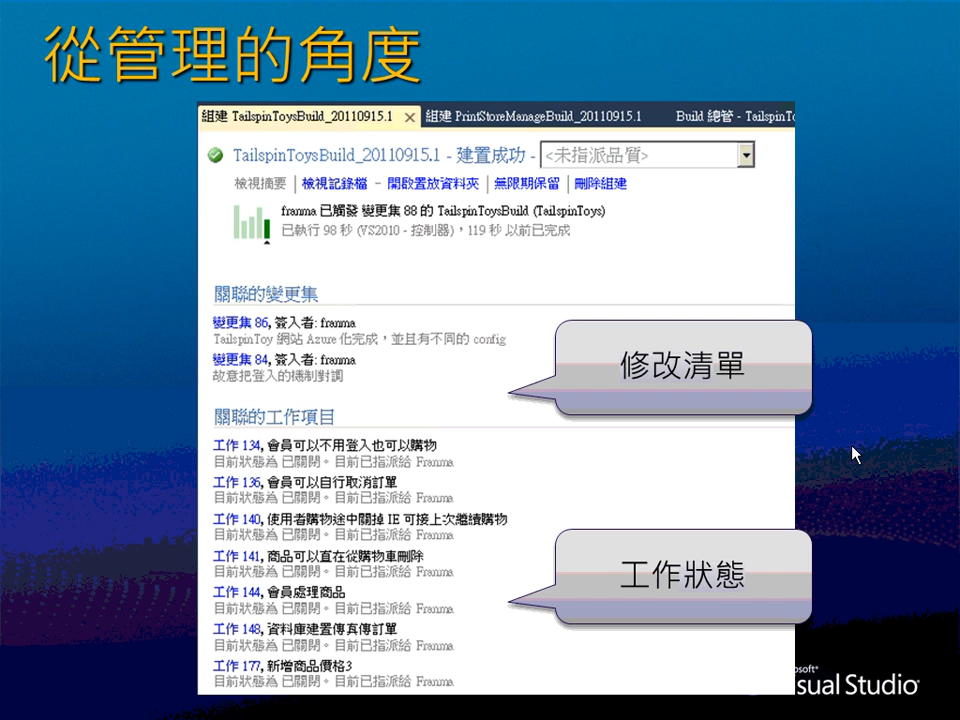 從管理的角度
組建 TailspinToysBuild_20110915.1
組建 PrintStoreManageBuild_20110915.1
Build 總管 - TailspinTo
TailspinToysBuild_20110915.1 - 建置成功 - <未指派品質>
檢視摘要 | 檢視記錄檔 - 開啟置放資料夾 | 無限期保留 | 刪除組建
franma 已觸發 變更集 88 的 TailspinToysBuild (TailspinToys)
已執行 98 秒 (VS2010 - 控制器)，119 秒 以前已完成
關聯的變更集
變更集 86, 簽入者: franma
TailspinToy 網站 Azure 化完成，並且有不同的 config
變更集 84, 簽入者: franma
故意把登入的機制對調
修改清單
關聯的工作項目
工作 134, 會員可以不用登入也可以購物
目前狀態為 已關閉。目前已指派給 Franma
工作 136, 會員可以自行取消訂單
目前狀態為 已關閉。目前已指派給 Franma
工作 140, 使用者購物途中關掉 IE 可接上次繼續購物
目前狀態為 已關閉。目前已指派給 Franma
工作 141, 商品可以直在從購物車刪除
目前狀態為 已關閉。目前已指派給 Franma
工作 144, 會員處理商品
目前狀態為 已關閉。目前已指派給 Franma
工作 148, 資料庫建置傳真傳訂單
目前狀態為 已關閉。目前已指派給 Franma
工作 177, 新增商品價格3
目前狀態為 已關閉。目前已指派給 Franma
工作狀態
osoft
sual Studio